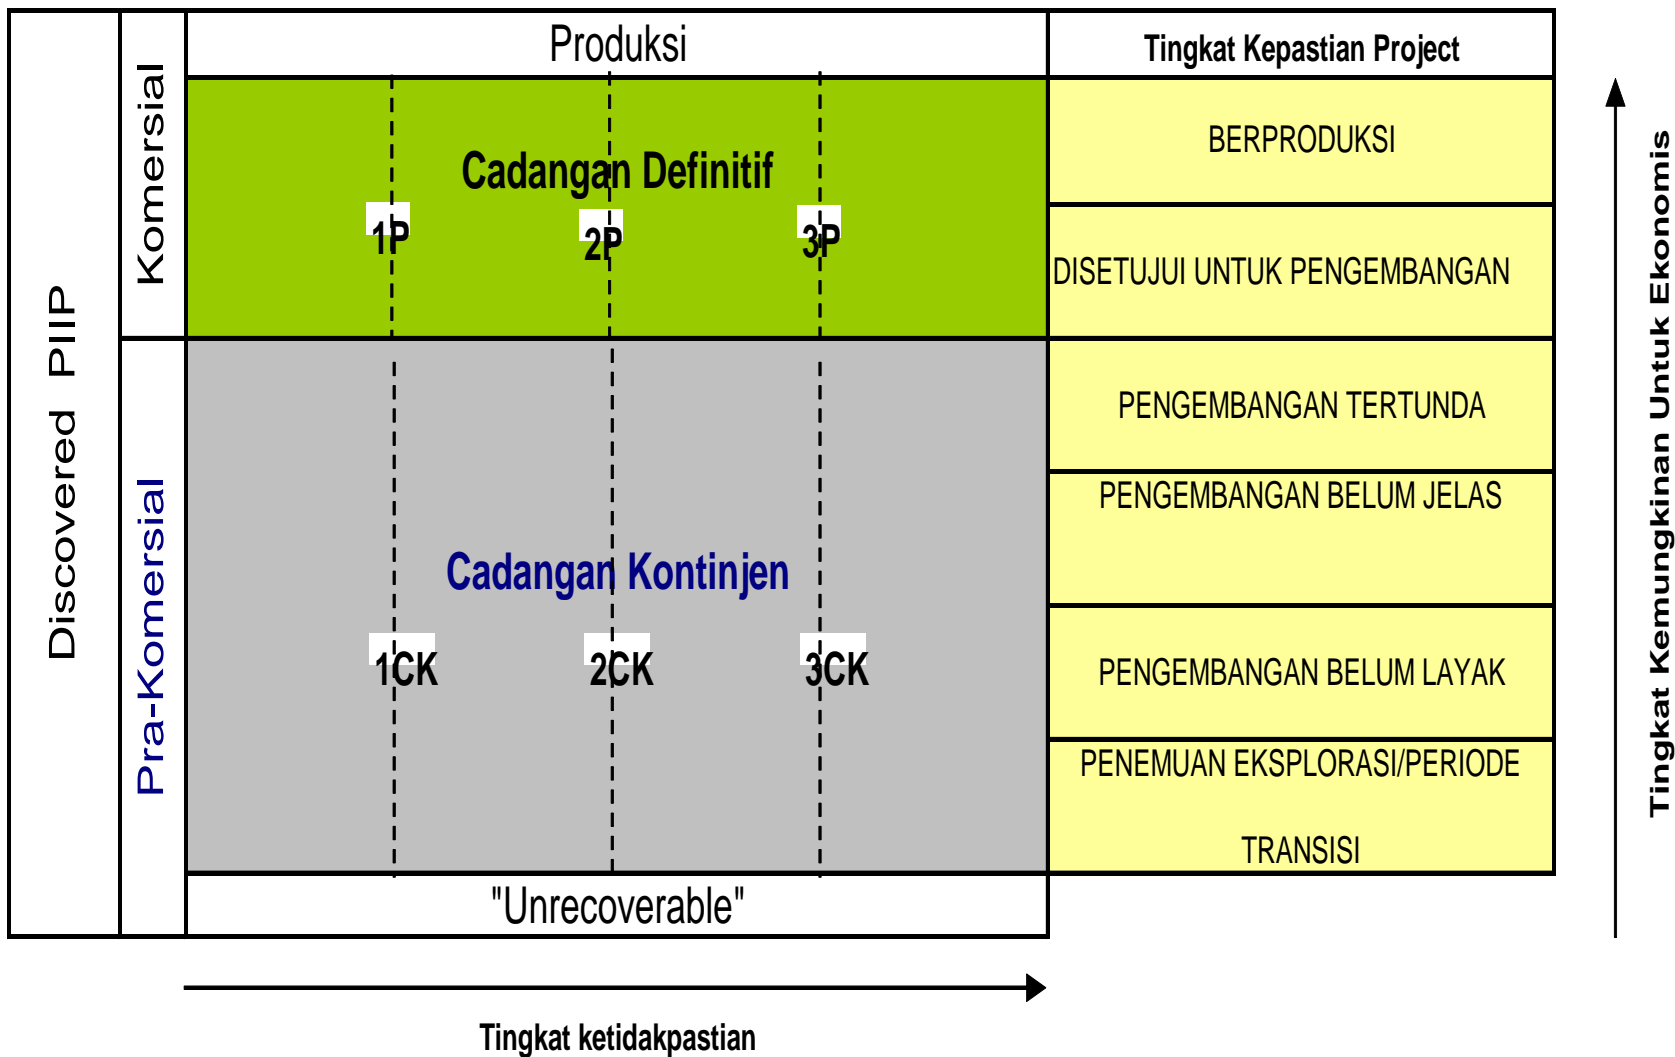 Discovered PIIP
Komersial
Pra-Komersial
Produksi
Cadangan Definitif
1P
2P
3P
Cadangan Kontinjen
1CK
2CK
3CK
"Unrecoverable"
Tingkat Kepastian Project
BERPRODUKSI
DISETUJUI UNTUK PENGEMBANGAN
PENGEMBANGAN TERTUNDA
PENGEMBANGAN BELUM JELAS
PENGEMBANGAN BELUM LAYAK
PENEMUAN EKSPLORASI/PERIODE
TRANSISI
Tingkat Kemungkinan Untuk Ekonomis
Tingkat ketidakpastian